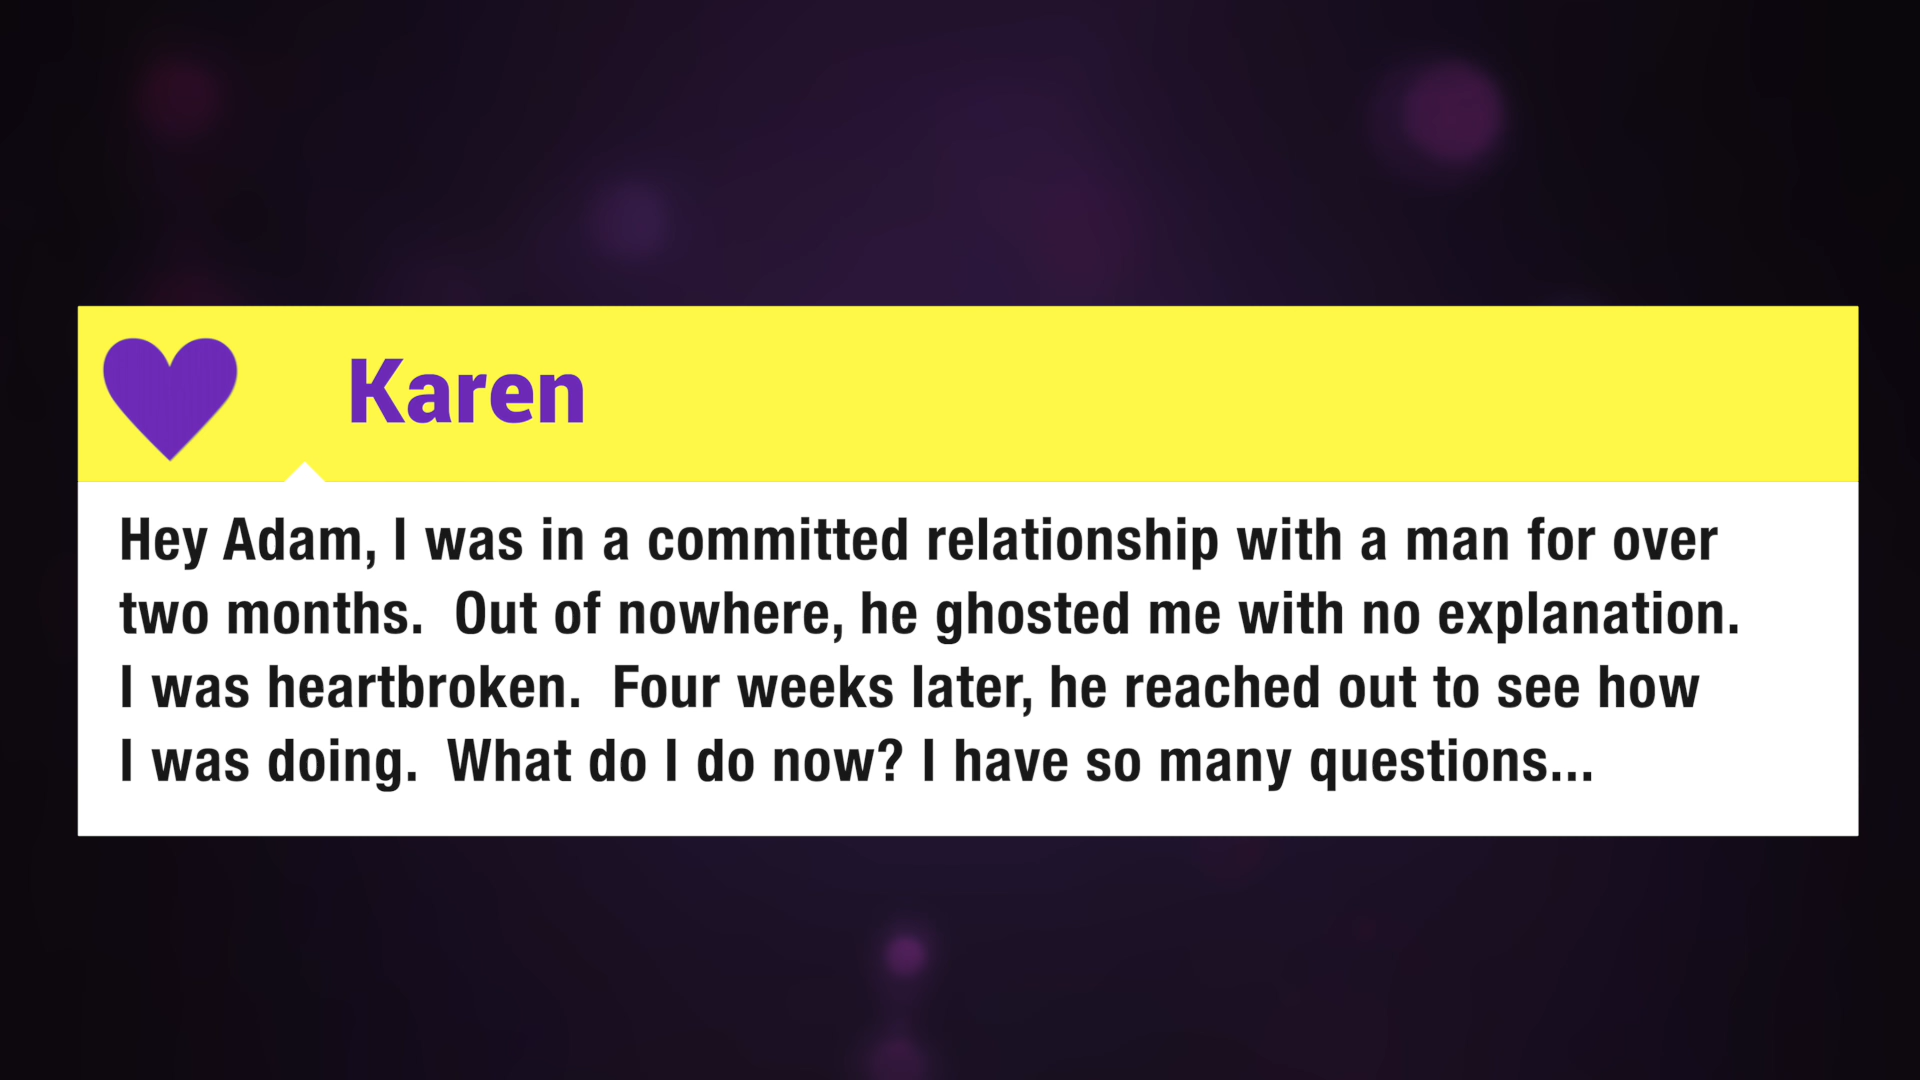 Karen
Hey Adam, I was in a committed relationship with a man for over
two months.  Out of nowhere, he ghosted me with no explanation.
I was heartbroken.  Four weeks later, he reached out to see how
I was doing.  What do I do now? I have so many questions...